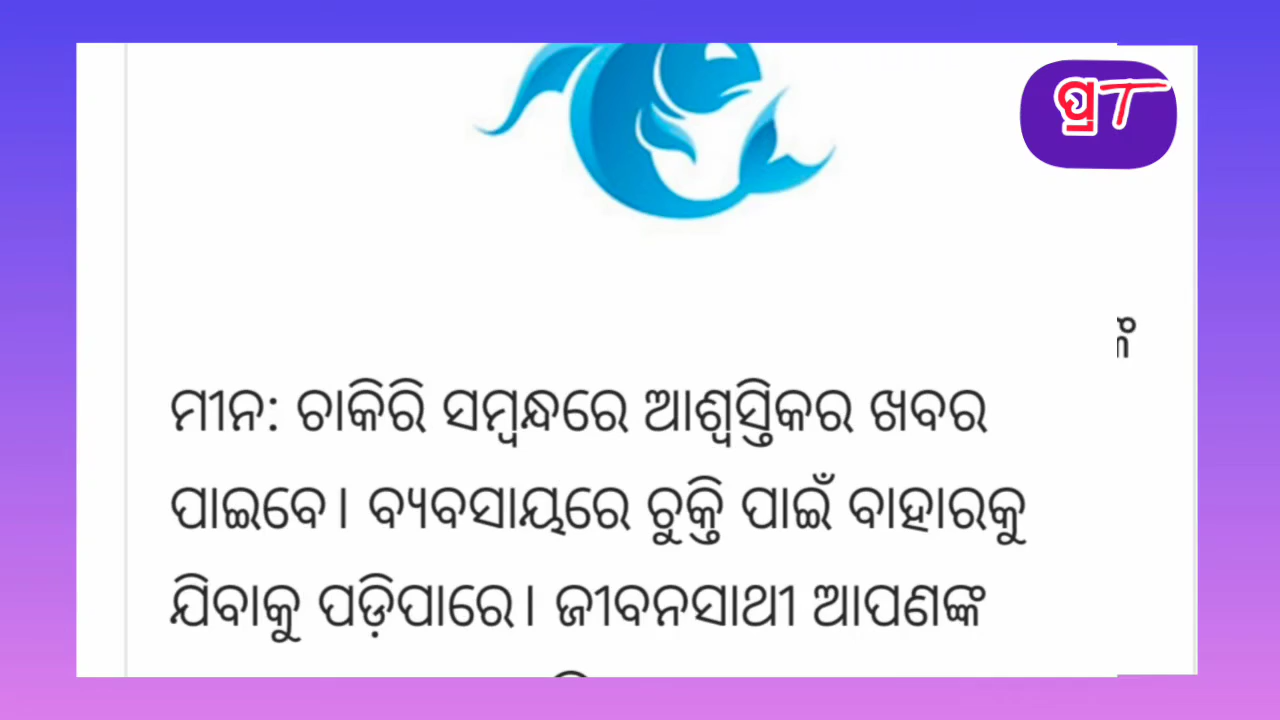 ପ୍ରT
ମୀନ: ଚାକିରି ସମ୍ବନ୍ଧରେ ଆଶ୍ୱସ୍ତିକର ଖବର
ପାଇବେ। ବ୍ୟବସାୟରେ ଚୁକ୍ତି ପାଇଁ ବାହାରକୁ
ଯିବାକୁ ପଡ଼ିପାରେ। ଜୀବନସାଥୀ ଆପଣଙ୍କ